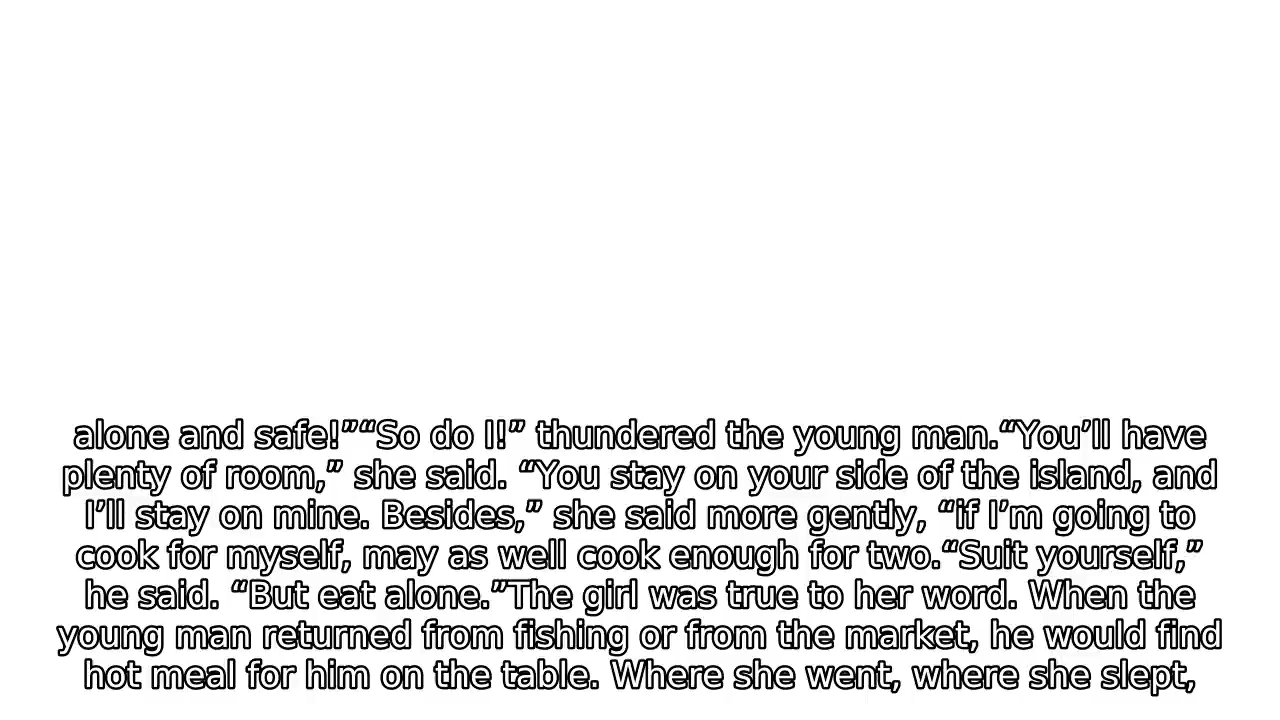 alone and safe!”“So do I!” thundered the young man.“You’ll have
plenty of room,” she said. “You stay on your side of the island, and
I’ll stay on mine. Besides,” she said more gently, “if I’m going to
cook for myself, may as well cook enough for two.“Suit yourself,”
he said. “But eat alone.”The girl was true to her word. When the
young man returned from fishing or from the market, he would find
hot meal for him on the table. Where she went, where she slept,